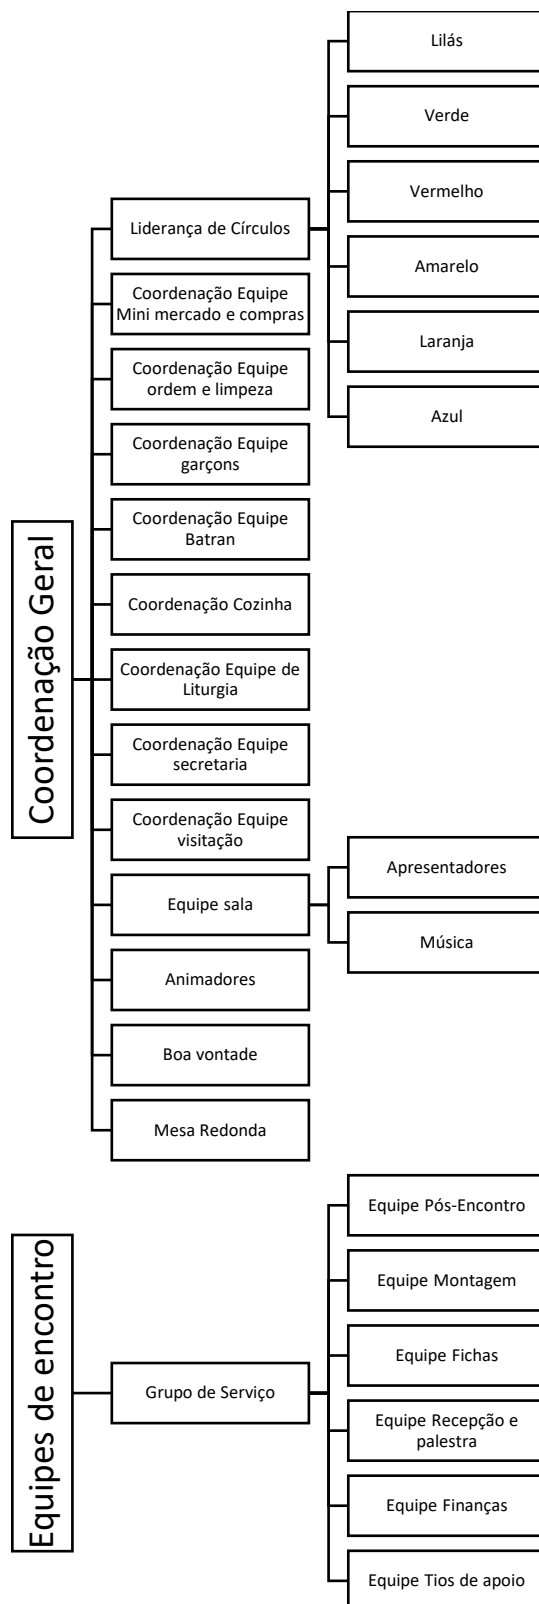 Coordenação Geral
Liderança de Círculos
Lilás
Verde
Vermelho
Amarelo
Laranja
Azul
Coordenação Equipe
Mini mercado e compras
Coordenação Equipe
ordem e limpeza
Coordenação Equipe
garçons
Coordenação Equipe
Batran
Coordenação Cozinha
Coordenação Equipe de
Liturgia
Coordenação Equipe
secretaria
Coordenação Equipe
visitação
Equipe sala
Apresentadores
Música
Animadores
Boa vontade
Mesa Redonda
Equipes de encontro
Grupo de Serviço
Equipe Pós-Encontro
Equipe Montagem
Equipe Fichas
Equipe Recepção e
palestra
Equipe Finanças
Equipe Tios de apoio